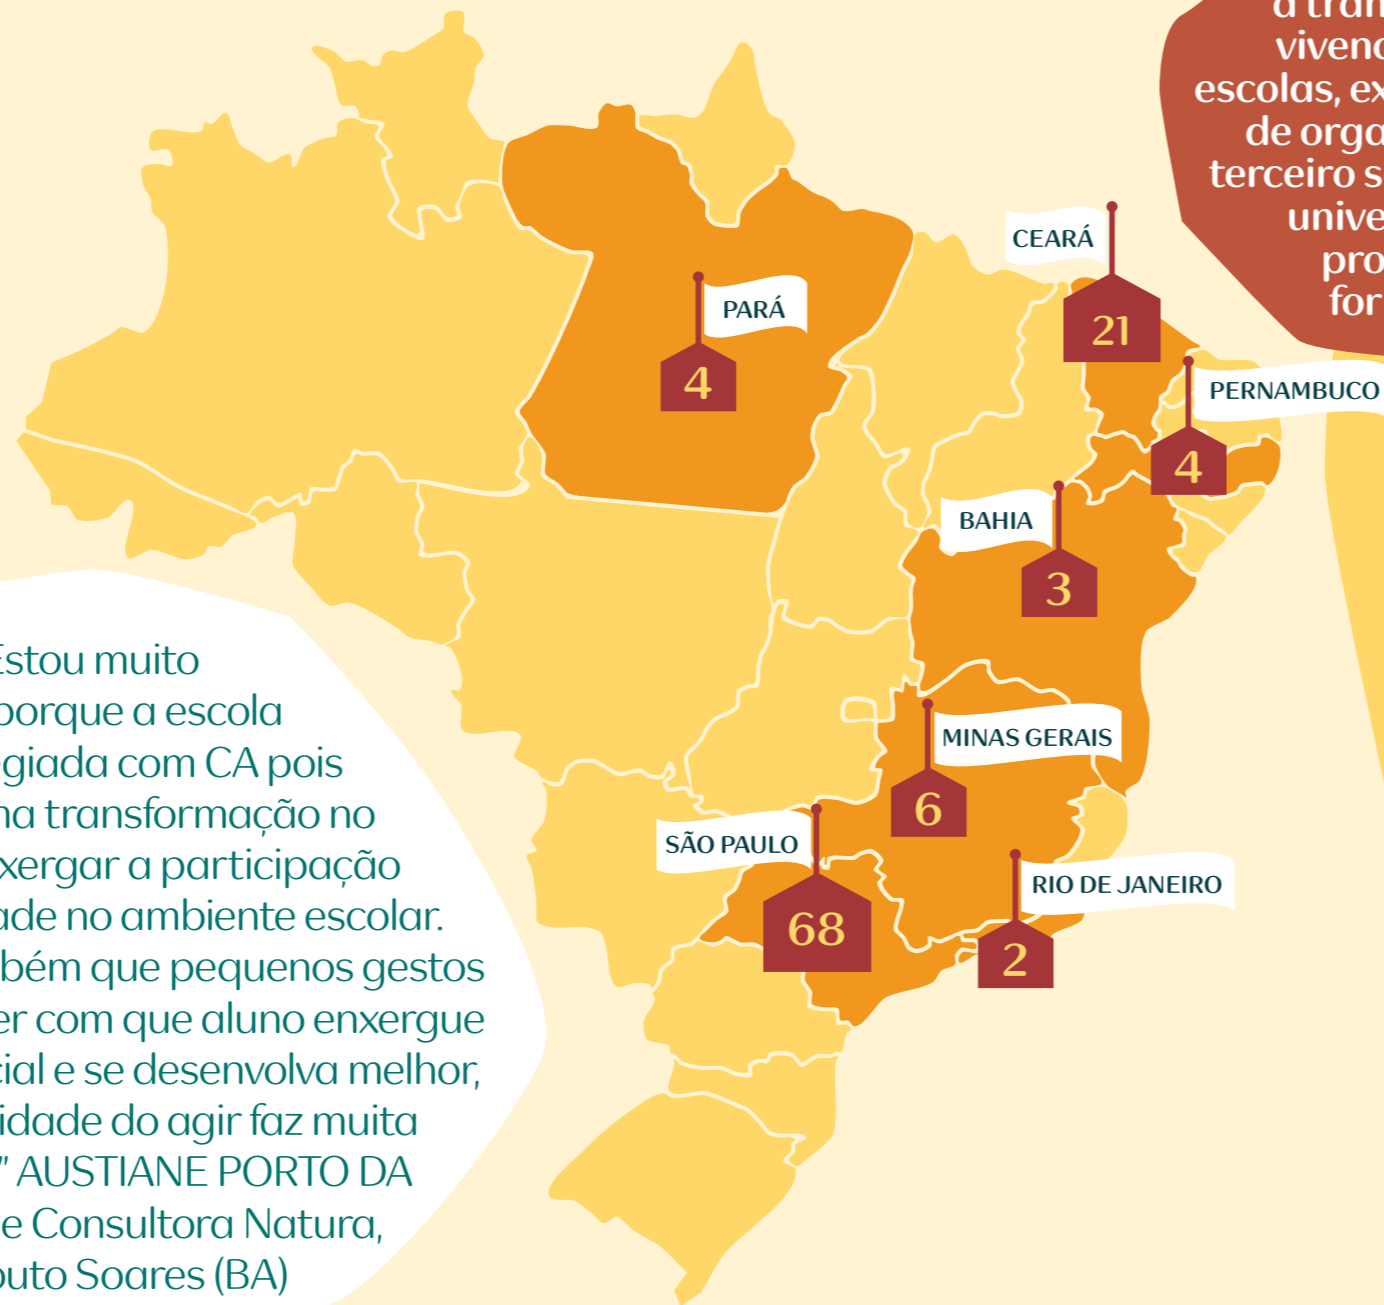 vivenc
escolas, ex
de orga
terceiro s
unive
pro
for
CEARÁ
21
PARÁ
4
PERNAMBUCO
4
BAHIA
3
MINAS GERAIS
6
SÃO PAULO
68
RIO DE JANEIRO
2
Estou muito
porque a escola
egiada com CA pois
na transformação no
xergar a participação
ade no ambiente escolar.
bém que pequenos gestos
er com que aluno enxergue
cial e se desenvolva melhor,
idade do agir faz muita
” AUSTIANE PORTO DA
e Consultora Natura,
outo Soares (BA)